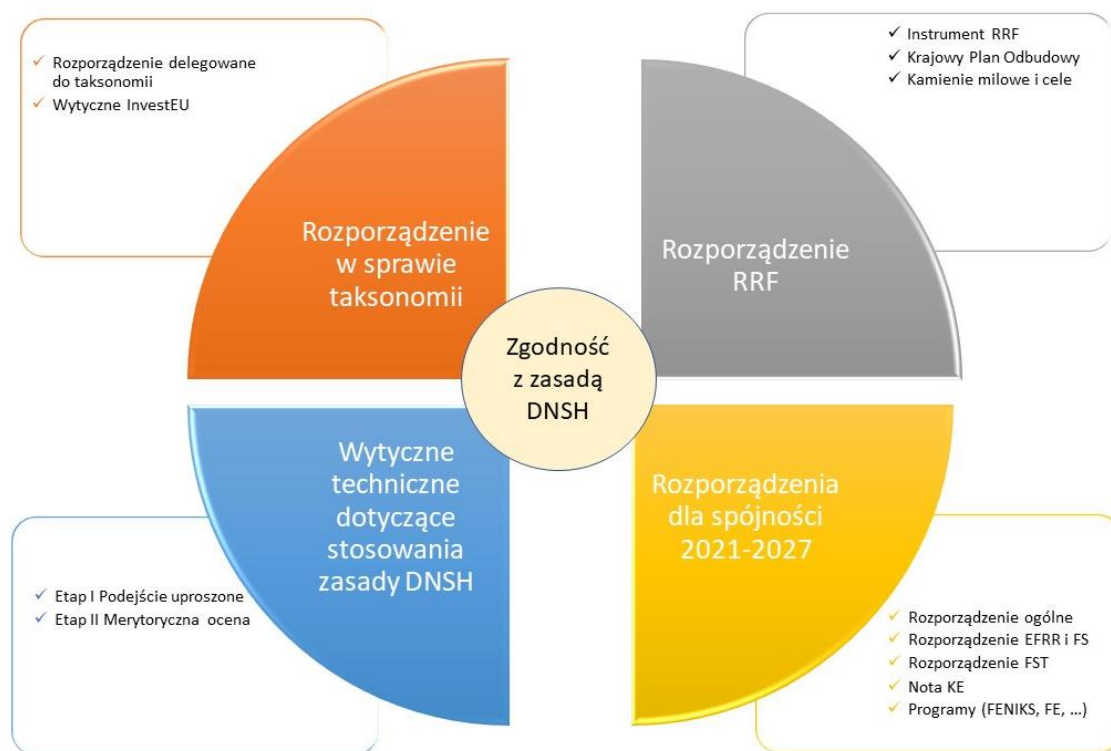 Rozporządzenie delegowane
do taksonomii
Wytyczne InvestEU
Instrument RRF
Krajowy Plan Odbudowy
Kamienie milowe i cele
Rozporządzenie
w sprawie
taksonomii
Rozporządzenie
RRF
Zgodność
z zasadą
DNSH
Wytyczne
techniczne
dotyczące
stosowania
zasady DNSH
Rozporządzenia
dla spójności
2021-2027
Etap I Podejście uproszone
Etap II Merytoryczna ocena
Rozporządzenie ogólne
Rozporządzenie EFRR i FS
Rozporządzenie FST
Nota KE
Programy (FENIKS, FE, ...)